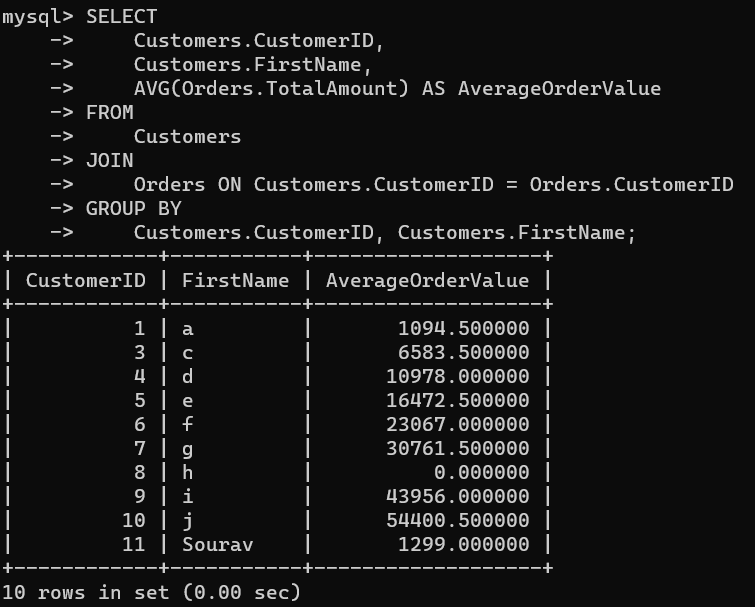 mysql> SELECT
    ->     Customers.CustomerID,
    ->     Customers.FirstName,
    ->     AVG(Orders.TotalAmount) AS AverageOrderValue
    -> FROM
    ->     Customers
    -> JOIN
    ->     Orders ON Customers.CustomerID = Orders.CustomerID
    -> GROUP BY
    ->     Customers.CustomerID, Customers.FirstName;
+------------+-----------+-------------------+
| CustomerID | FirstName | AverageOrderValue |
+------------+-----------+-------------------+
|          1 | a         |       1094.500000 |
|          3 | c         |       6583.500000 |
|          4 | d         |      10978.000000 |
|          5 | e         |      16472.500000 |
|          6 | f         |      23067.000000 |
|          7 | g         |      30761.500000 |
|          8 | h         |          0.000000 |
|          9 | i         |      43956.000000 |
|         10 | j         |      54400.500000 |
|         11 | Sourav    |       1299.000000 |
+------------+-----------+-------------------+
10 rows in set (0.00 sec)